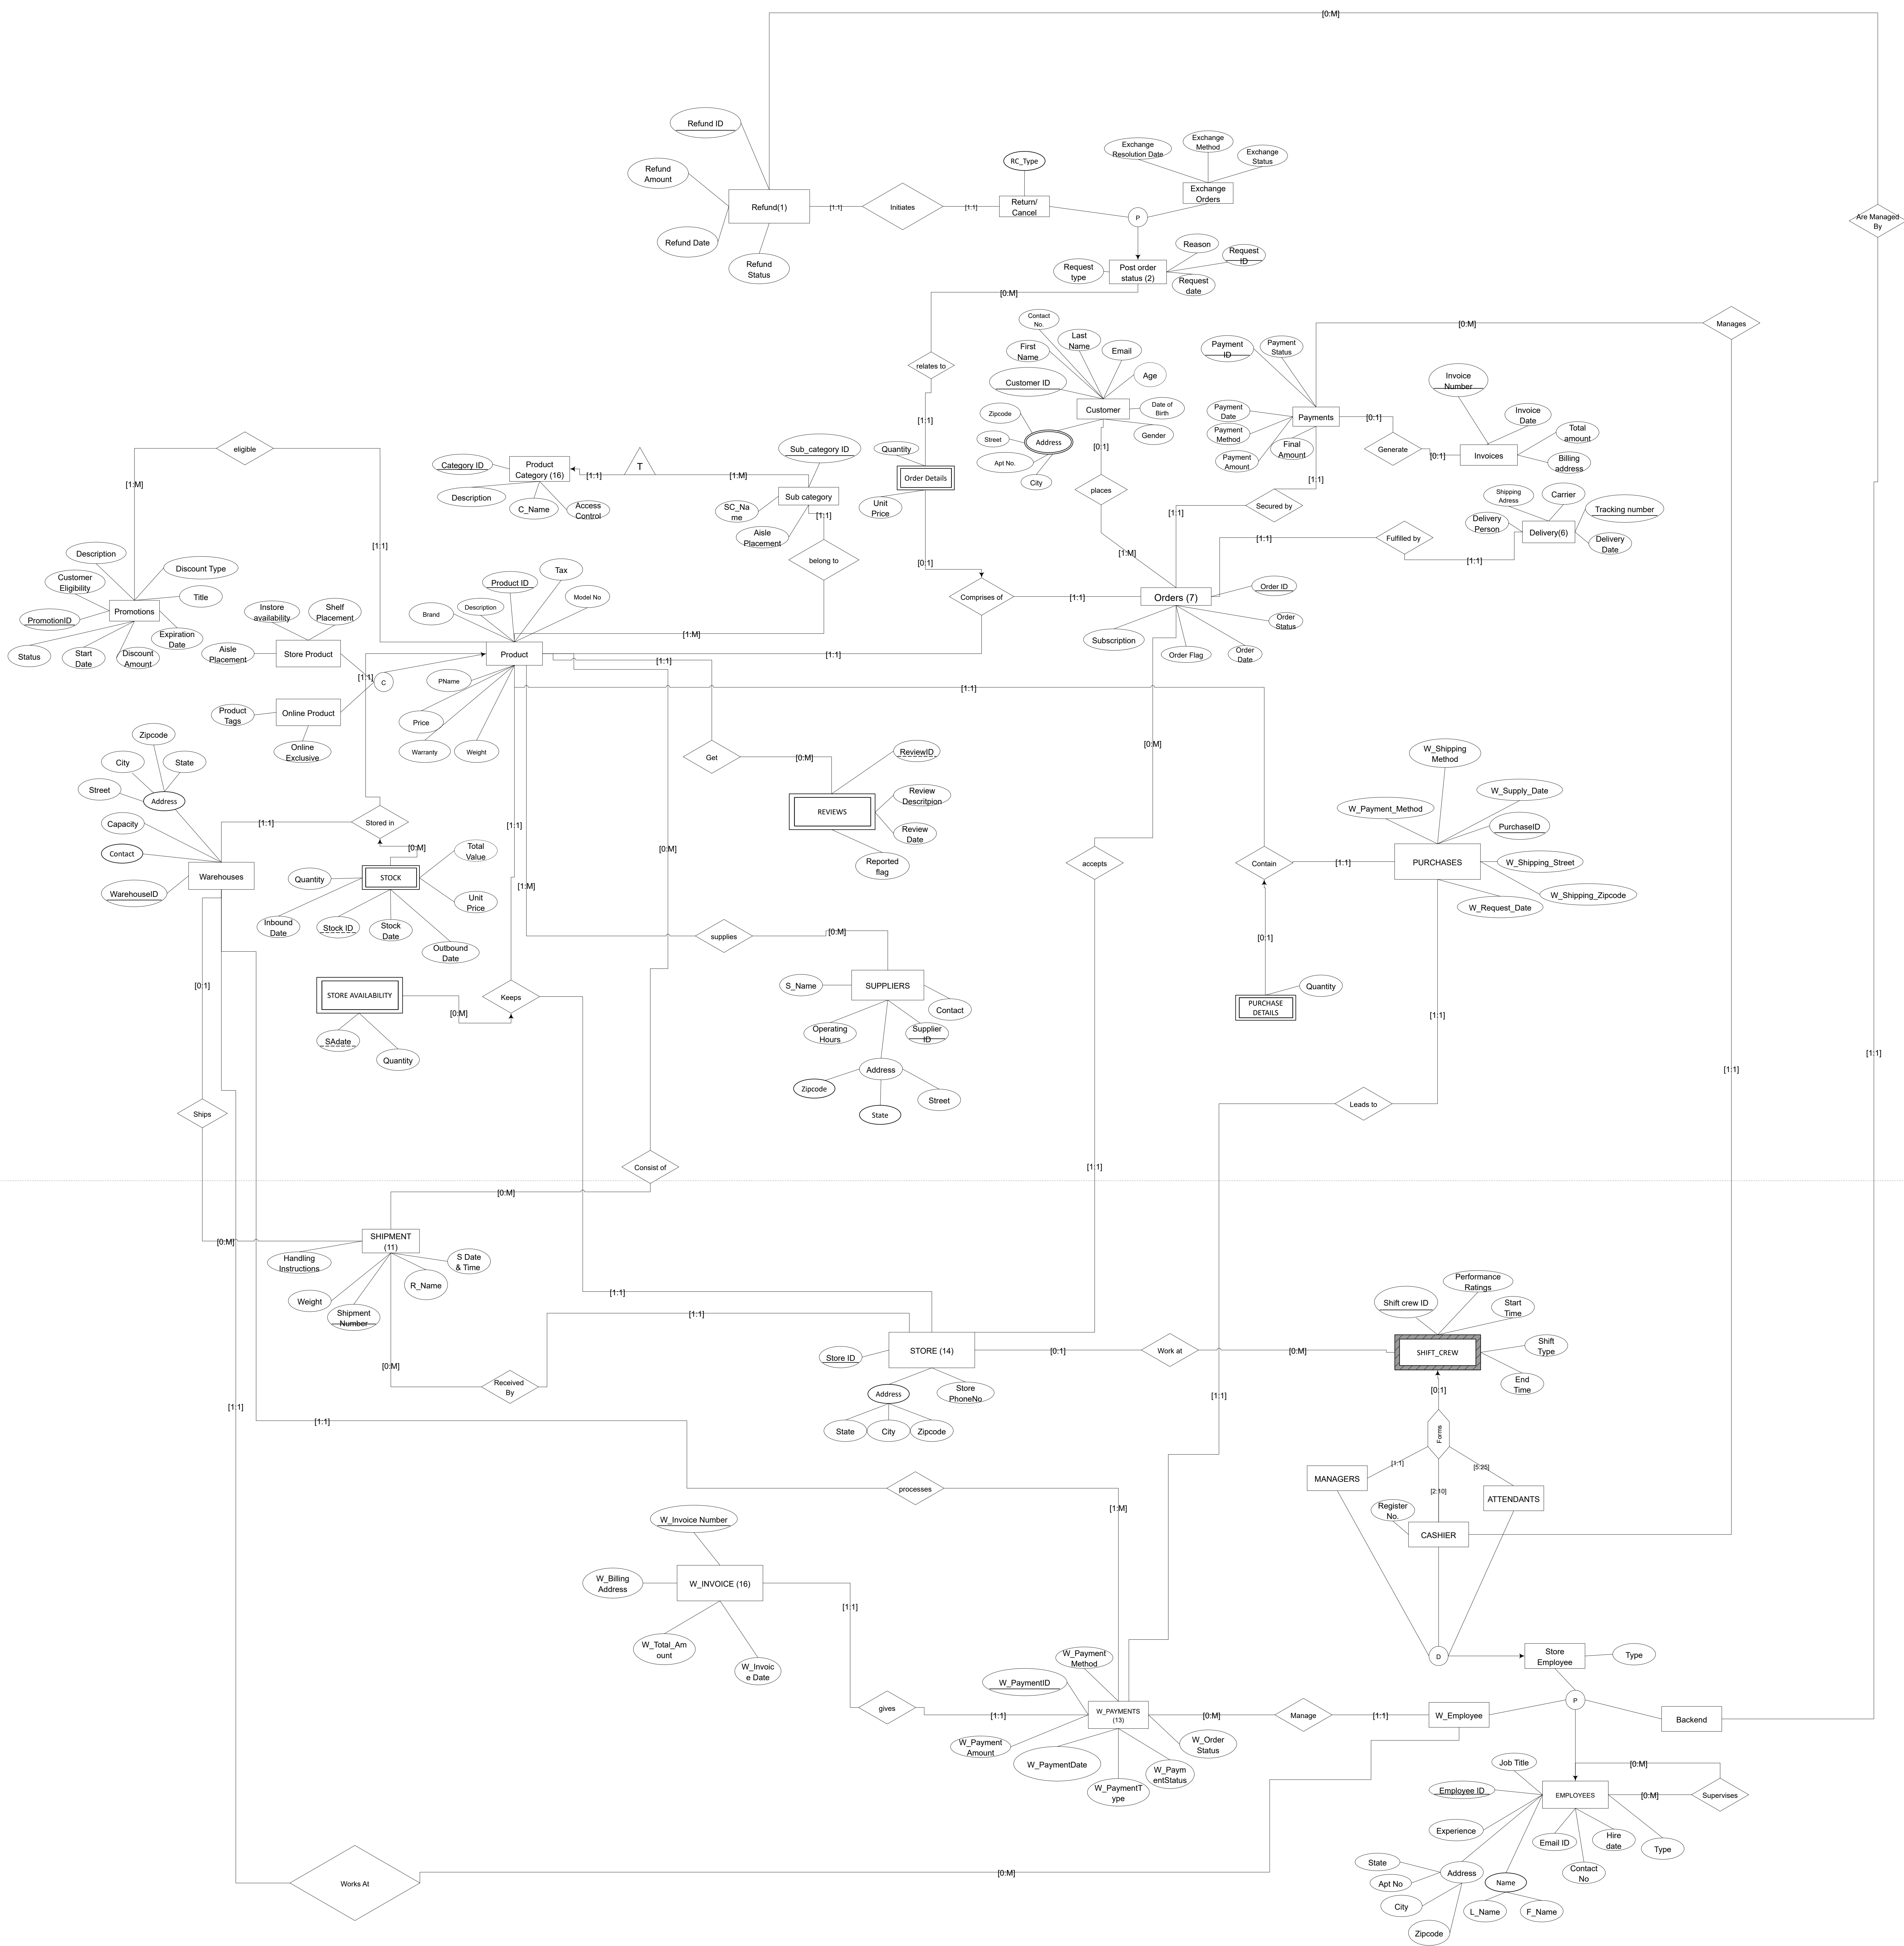 [0:M]
Refund ID
Refund
Amount
Refund(1)
Refund Date
Refund
Status
[1:1]
Initiates
[1:1]
RC_Type
Return/
Cancel
Exchange
Resolution Date
Exchange
Method
Exchange
Status
Exchange
Orders
P
Are Managed
By
Reason
Request
ID
Request
type
Post order
status (2)
Request
date
[0:M]
relates to
[1:1]
Contact
No.
First
Name
Last
Name
Email
Customer ID
Age
Customer
Date of
Birth
Gender
Zipcode
Street
Address
Apt No.
City
[0:1]
places
[1:M]
Payment
ID
Payment
Status
[0:M]
Manages
Payment
Date
Payment
Method
Payment
Amount
Final
Amount
Payments
[0:1]
Generate
[0:1]
Invoice
Number
Invoice
Date
Total
amount
Billing
address
Invoices
[1:1]
Secured by
[1:1]
Shipping
Adress
Carrier
Tracking number
Delivery
Person
Delivery(6)
Delivery
Date
Fulfilled by
[1:1]
[1:1]
eligible
[1:M]
[1:1]
Category ID
Product
Category (16)
Description
C_Name
Access
Control
[1:1]
T
[1:M]
Sub_category ID
Sub category
SC_Na
me
Aisle
Placement
[1:1]
belong to
[1:M]
Quantity
Order Details
Unit
Price
[0:1]
Comprises of
[1:1]
Orders (7)
Order ID
Order
Status
Subscription
Order Flag
Order
Date
Description
Customer
Eligibility
Discount Type
Title
PromotionID
Promotions
Expiration
Date
Status
Start
Date
Discount
Amount
Instore
availability
Shelf
Placement
Aisle
Placement
Store Product
[1:1]
C
Product
Tags
Online Product
Online
Exclusive
Product ID
Tax
Description
Model No
Brand
Product
PName
Price
Warranty
Weight
[1:1]
[1:1]
[1:1]
[0:M]
Get
[0:M]
ReviewID
REVIEWS
Review
Descritpion
Review
Date
Reported
flag
Zipcode
City
State
Street
Address
Capacity
Contact
Warehouses
WarehouseID
[1:1]
Stored in
[0:M]
Quantity
STOCK
Total
Value
Unit
Price
Inbound
Date
Stock ID
Stock
Date
Outbound
Date
[1:1]
[1:M]
[0:M]
accepts
[1:1]
Contain
[1:1]
[0:1]
Quantity
PURCHASE
DETAILS
W_Shipping
Method
W_Payment_Method
W_Supply_Date
PurchaseID
PURCHASES
W_Shipping_Street
W_Shipping_Zipcode
W_Request_Date
[1:1]
Leads to
[1:1]
[1:1]
[1:1]
supplies
[0:M]
S_Name
SUPPLIERS
Contact
Operating
Hours
Supplier
ID
Address
Zipcode
State
Street
STORE AVAILABILITY
[0:M]
Keeps
SAdate
Quantity
[0:1]
Ships
[0:M]
Consist of
[0:M]
SHIPMENT
(11)
Handling
Instructions
S Date
& Time
R_Name
Weight
Shipment
Number
[1:1]
[1:1]
[0:M]
Received
By
Store ID
STORE (14)
Address
Store
PhoneNo
State
City
Zipcode
[0:1]
Work at
[0:M]
Shift crew ID
Performance
Ratings
Start
Time
SHIFT_CREW
Shift
Type
End
Time
[0:1]
Forms
[1:1]
[2:10]
[5:25]
MANAGERS
ATTENDANTS
Register
No.
CASHIER
[1:1]
[1:1]
[1:1]
processes
[1:M]
W_Invoice Number
W_Billing
Address
W_INVOICE (16)
W_Total_Am
ount
W_Invoic
e Date
[1:1]
gives
[1:1]
W_Payment
Method
W_PaymentID
W_PAYMENTS
(13)
W_Payment
Amount
W_PaymentDate
W_PaymentT
ype
W_Paym
entStatus
W_Order
Status
[0:M]
Manage
[1:1]
W_Employee
D
Store
Employee
Type
P
Backend
[0:M]
Job Title
Employee ID
EMPLOYEES
[0:M]
Supervises
Experience
Email ID
Hire
date
Type
Contact
No
State
Apt No
Address
City
Zipcode
Name
L_Name
F_Name
Works At
[0:M]